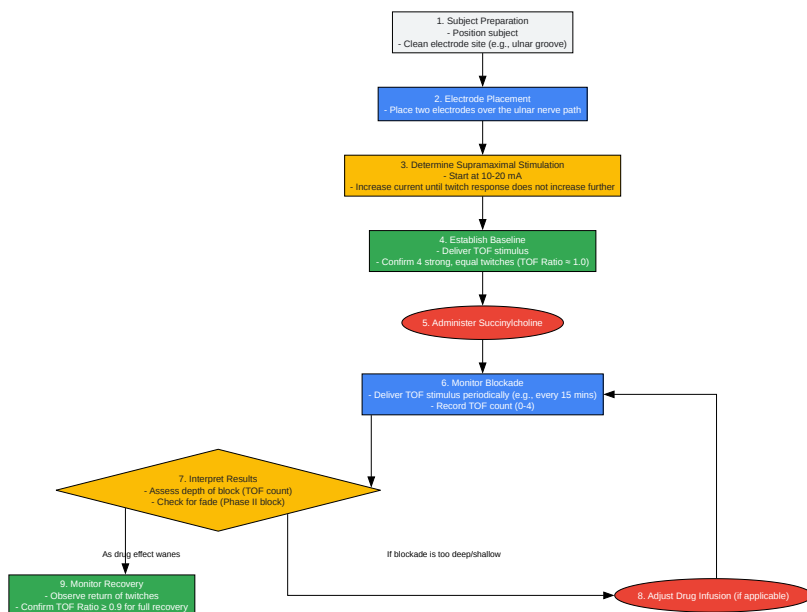 1. Subject Preparation
- Position subject
- Clean electrode site (e.g., ulnar groove)
2. Electrode Placement
- Place two electrodes over the ulnar nerve path
3. Determine Supramaximal Stimulation
- Start at 10-20 mA
- Increase current until twitch response does not increase further
4. Establish Baseline
- Deliver TOF stimulus
- Confirm 4 strong, equal twitches (TOF Ratio ≈ 1.0)
5. Administer Succinylcholine
6. Monitor Blockade
- Deliver TOF stimulus periodically (e.g., every 15 mins)
- Record TOF count (0-4)
7. Interpret Results
- Assess depth of block (TOF count)
- Check for fade (Phase II block)
As drug effect wanes
If blockade is too deep/shallow
9. Monitor Recovery
- Observe return of twitches
- Confirm TOF Ratio ≥ 0.9 for full recovery
8. Adjust Drug Infusion (if applicable)